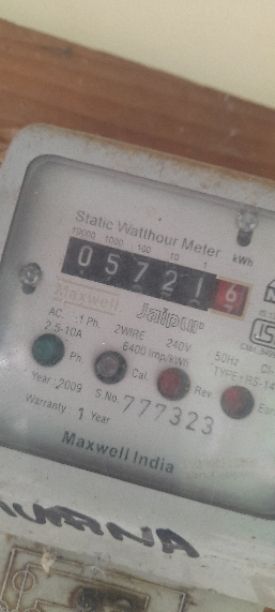 Static Watthour Meter
10000 1000 100 10 1 kWh
0 5 7 2 1 6
Maxwell Jaipur
AC. 1 Ph. 2WIRE 240V 50Hz
2.5-10A 6400 imp/kWh
Ph. Cal. Rev.
Year : 2009 S.No. 777323
Warranty : 1 Year
Maxwell India